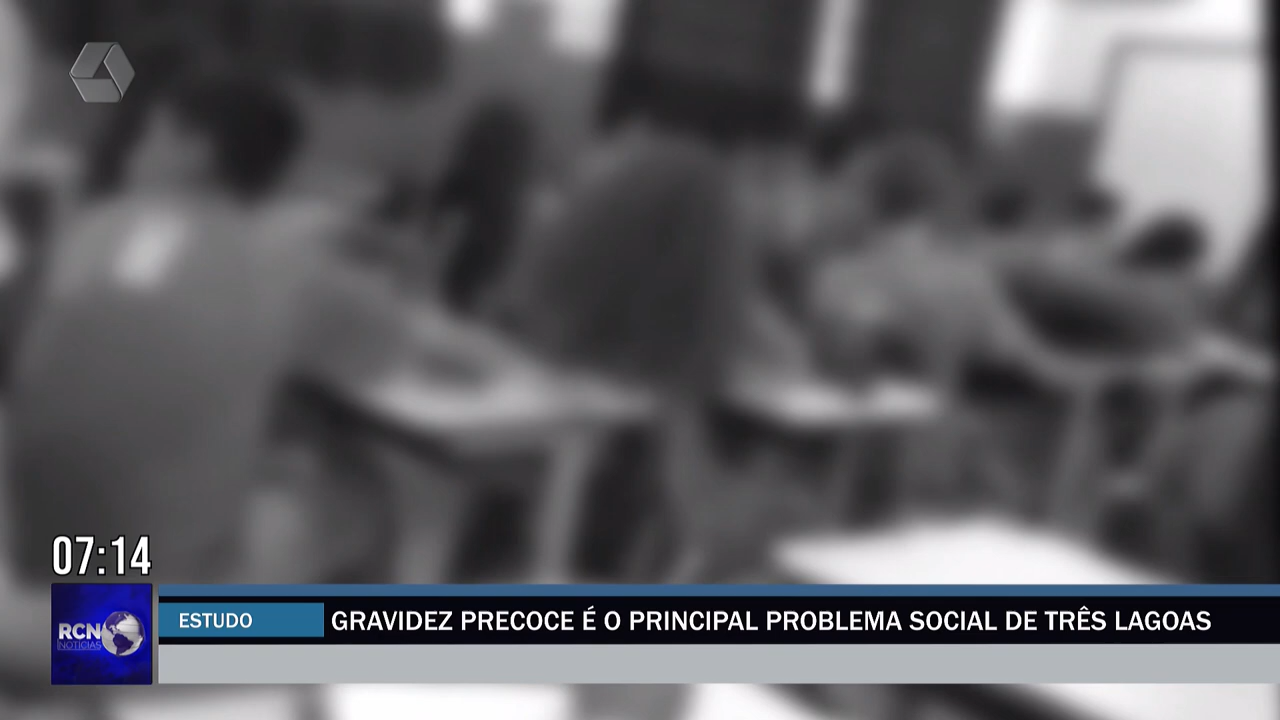 07:14
RCN
NOTÍCIAS
ESTUDO
GRAVIDEZ PRECOCE É O PRINCIPAL PROBLEMA SOCIAL DE TRÊS LAGOAS